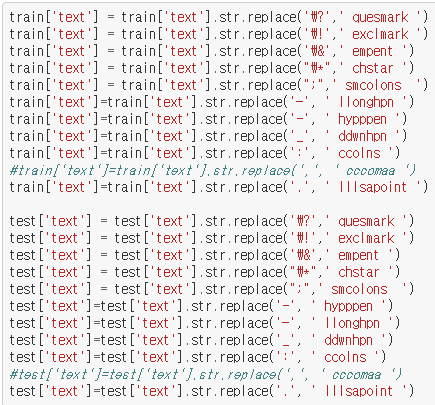 train['text'] = train['text'].str.replace('₩?',' quesmark ')
train['text'] = train['text'].str.replace('₩!',' exclmark ')
train['text'] = train['text'].str.replace('₩&',' empent ')
train['text'] = train['text'].str.replace("₩*"," chstar ")
train['text'] = train['text'].str.replace(";"," smcolons  ")
train['text']=train['text'].str.replace('–', ' llonghpn ')
train['text']=train['text'].str.replace('-', ' hypppen ')
train['text']=train['text'].str.replace('_', ' ddwnhpn ')
train['text']=train['text'].str.replace(':', ' ccolns ')
#train['text']=train['text'].str.replace(',', ' cccomaa ')
train['text']=train['text'].str.replace('.', ' lllsapoint ')
test['text'] = test['text'].str.replace('₩?',' quesmark ')
test['text'] = test['text'].str.replace('₩!',' exclmark ')
test['text'] = test['text'].str.replace('₩&',' empent ')
test['text'] = test['text'].str.replace("₩*"," chstar ")
test['text'] = test['text'].str.replace(";"," smcolons  ")
test['text']=test['text'].str.replace('-', ' hypppen ')
test['text']=test['text'].str.replace('–', ' llonghpn ')
test['text']=test['text'].str.replace('_', ' ddwnhpn ')
test['text']=test['text'].str.replace(':', ' ccolns ')
#test['text']=test['text'].str.replace(',', ' cccomaa ')
test['text']=test['text'].str.replace('.', ' lllsapoint ')